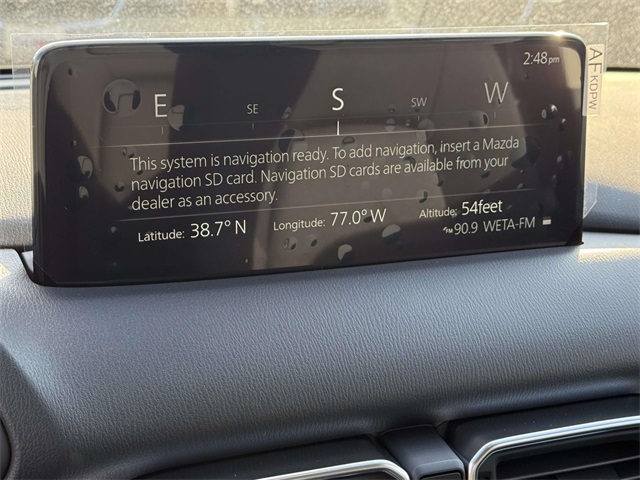 2:48pm
E SE S SW W
This system is navigation ready. To add navigation, insert a Mazda
navigation SD card. Navigation SD cards are available from your
dealer as an accessory.
Latitude: 38.7° N Longitude: 77.0° W Altitude: 54feet
FM 90.9 WETA-FM
AF
KDPW